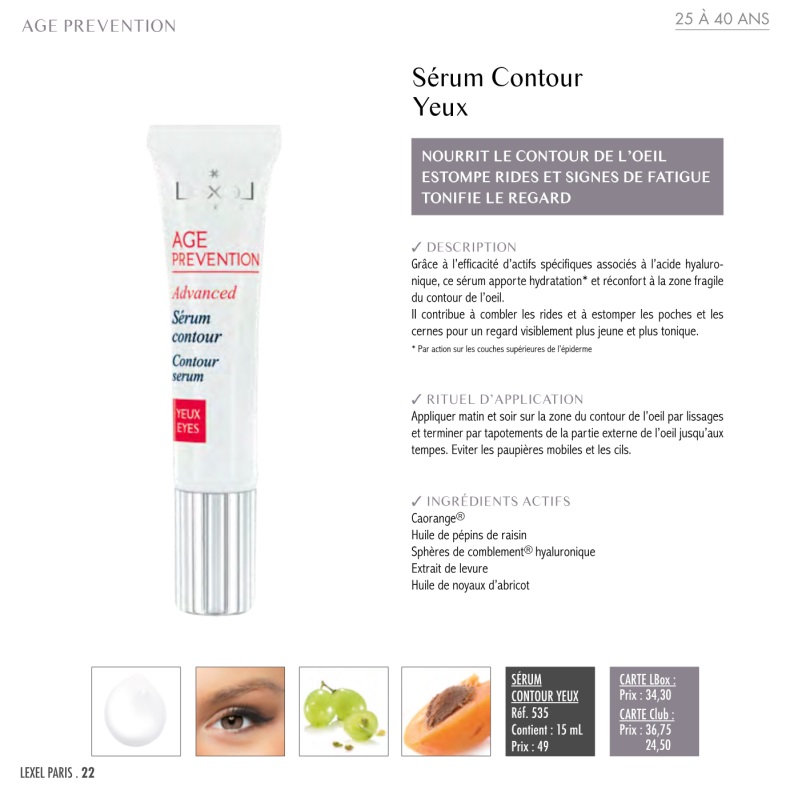 AGE PREVENTION
25 À 40 ANS
Sérum Contour
Yeux
NOURRIT LE CONTOUR DE L'OEIL
ESTOMPE RIDES ET SIGNES DE FATIGUE
TONIFIE LE REGARD
✓ DESCRIPTION
Grâce à l'efficacité d'actifs spécifiques associés à l'acide hyaluro-
nique, ce sérum apporte hydratation* et réconfort à la zone fragile
du contour de l'oeil.
Il contribue à combler les rides et à estomper les poches et les
cernes pour un regard visiblement plus jeune et plus tonique.
* Par action sur les couches supérieures de l'épiderme
✓ RITUEL D'APPLICATION
Appliquer matin et soir sur la zone du contour de l'oeil par lissages
et terminer par tapotements de la partie externe de l'oeil jusqu'aux
tempes. Eviter les paupières mobiles et les cils.
✓ INGRÉDIENTS ACTIFS
Caorange®
Huile de pépins de raisin
Sphères de comblement® hyaluronique
Extrait de levure
Huile de noyaux d'abricot
Lexel
AGE
PREVENTION
Advanced
Sérum
contour
Contour
serum
YEUX
EYES
SÉRUM
CONTOUR YEUX
Réf. 535
Contient : 15 mL
Prix : 49
CARTE LBox :
Prix : 34,30
CARTE Club :
Prix : 36,75
24,50
LEXEL PARIS . 22